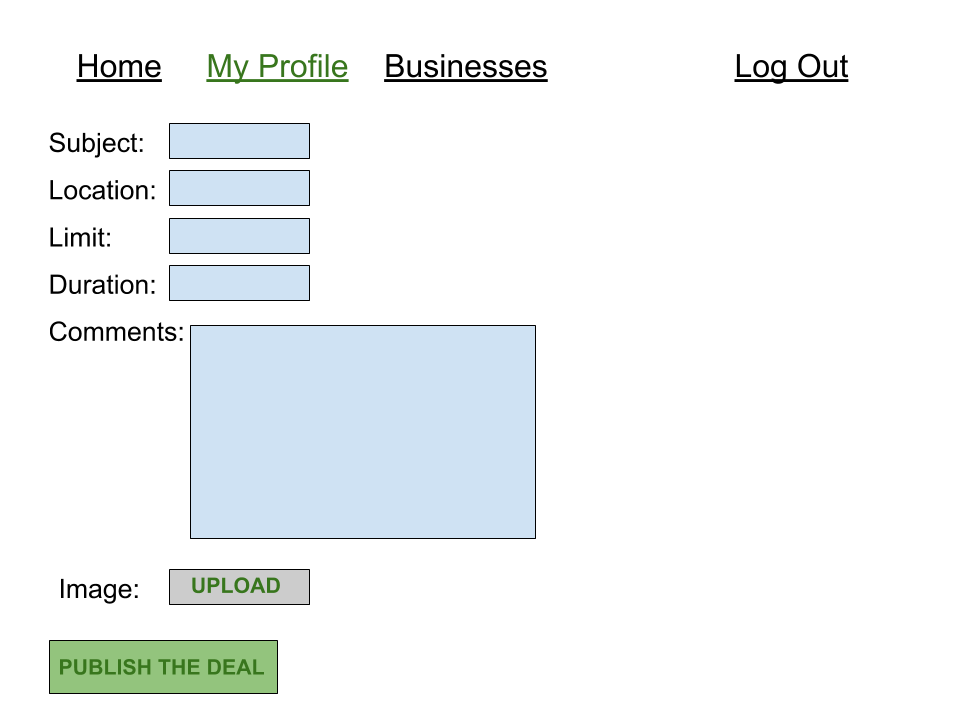 Home My Profile Businesses Log Out
Subject:
Location:
Limit:
Duration:
Comments:
Image: UPLOAD
PUBLISH THE DEAL